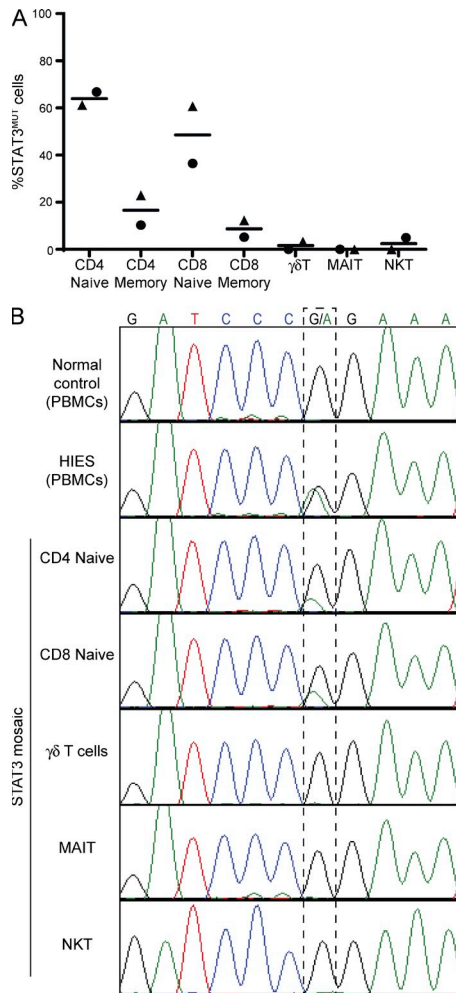 A
%STAT3MUT cells
100
80
60
40
20
0
CD4 Naive
CD4 Memory
CD8 Naive
CD8 Memory
γδT
MAIT
NKT
B
G A T C C C G/A G A A A
Normal control (PBMCs)
HIES (PBMCs)
STAT3 mosaic
CD4 Naive
CD8 Naive
γδ T cells
MAIT
NKT